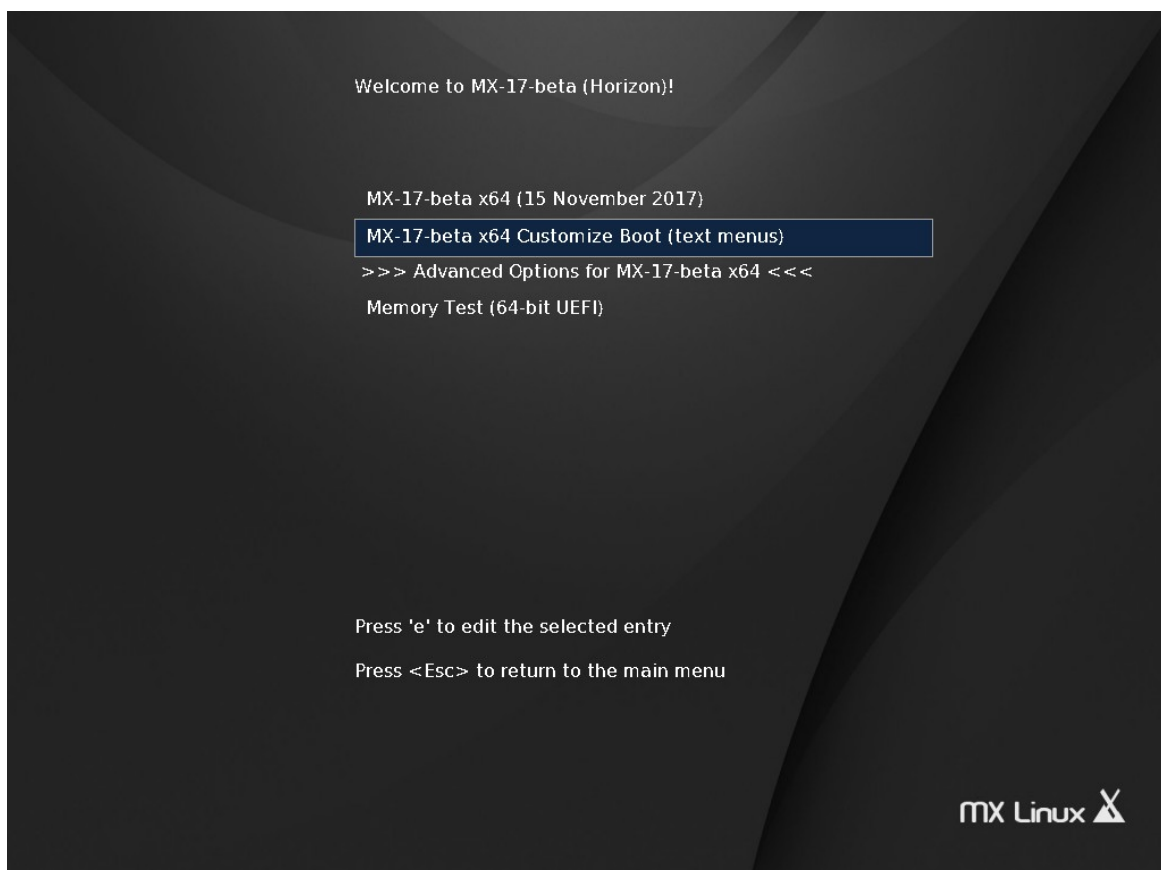 Welcome to MX-17-beta (Horizon)!
MX-17-beta x64 (15 November 2017)
MX-17-beta x64 Customize Boot (text menus)
>>> Advanced Options for MX-17-beta x64 <<<
Memory Test (64-bit UEFI)
Press 'e' to edit the selected entry
Press <Esc> to return to the main menu
MX Linux